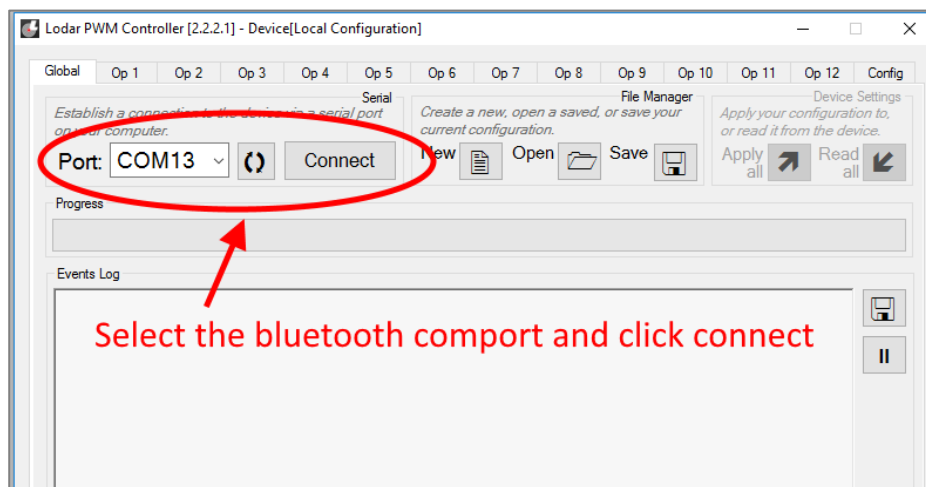 Lodar PWM Controller [2.2.2.1] - Device[Local Configuration]
Global Op 1 Op 2 Op 3 Op 4 Op 5 Op 6 Op 7 Op 8 Op 9 Op 10 Op 11 Op 12 Config
Serial
Establish a connection to the device via a serial port
on your computer.
Port: COM13 Connect
File Manager
Create a new, open a saved, or save your
current configuration.
New Open Save
Device Settings
Apply your configuration to,
or read it from the device.
Apply all Read all
Progress
Events Log
Select the bluetooth comport and click connect